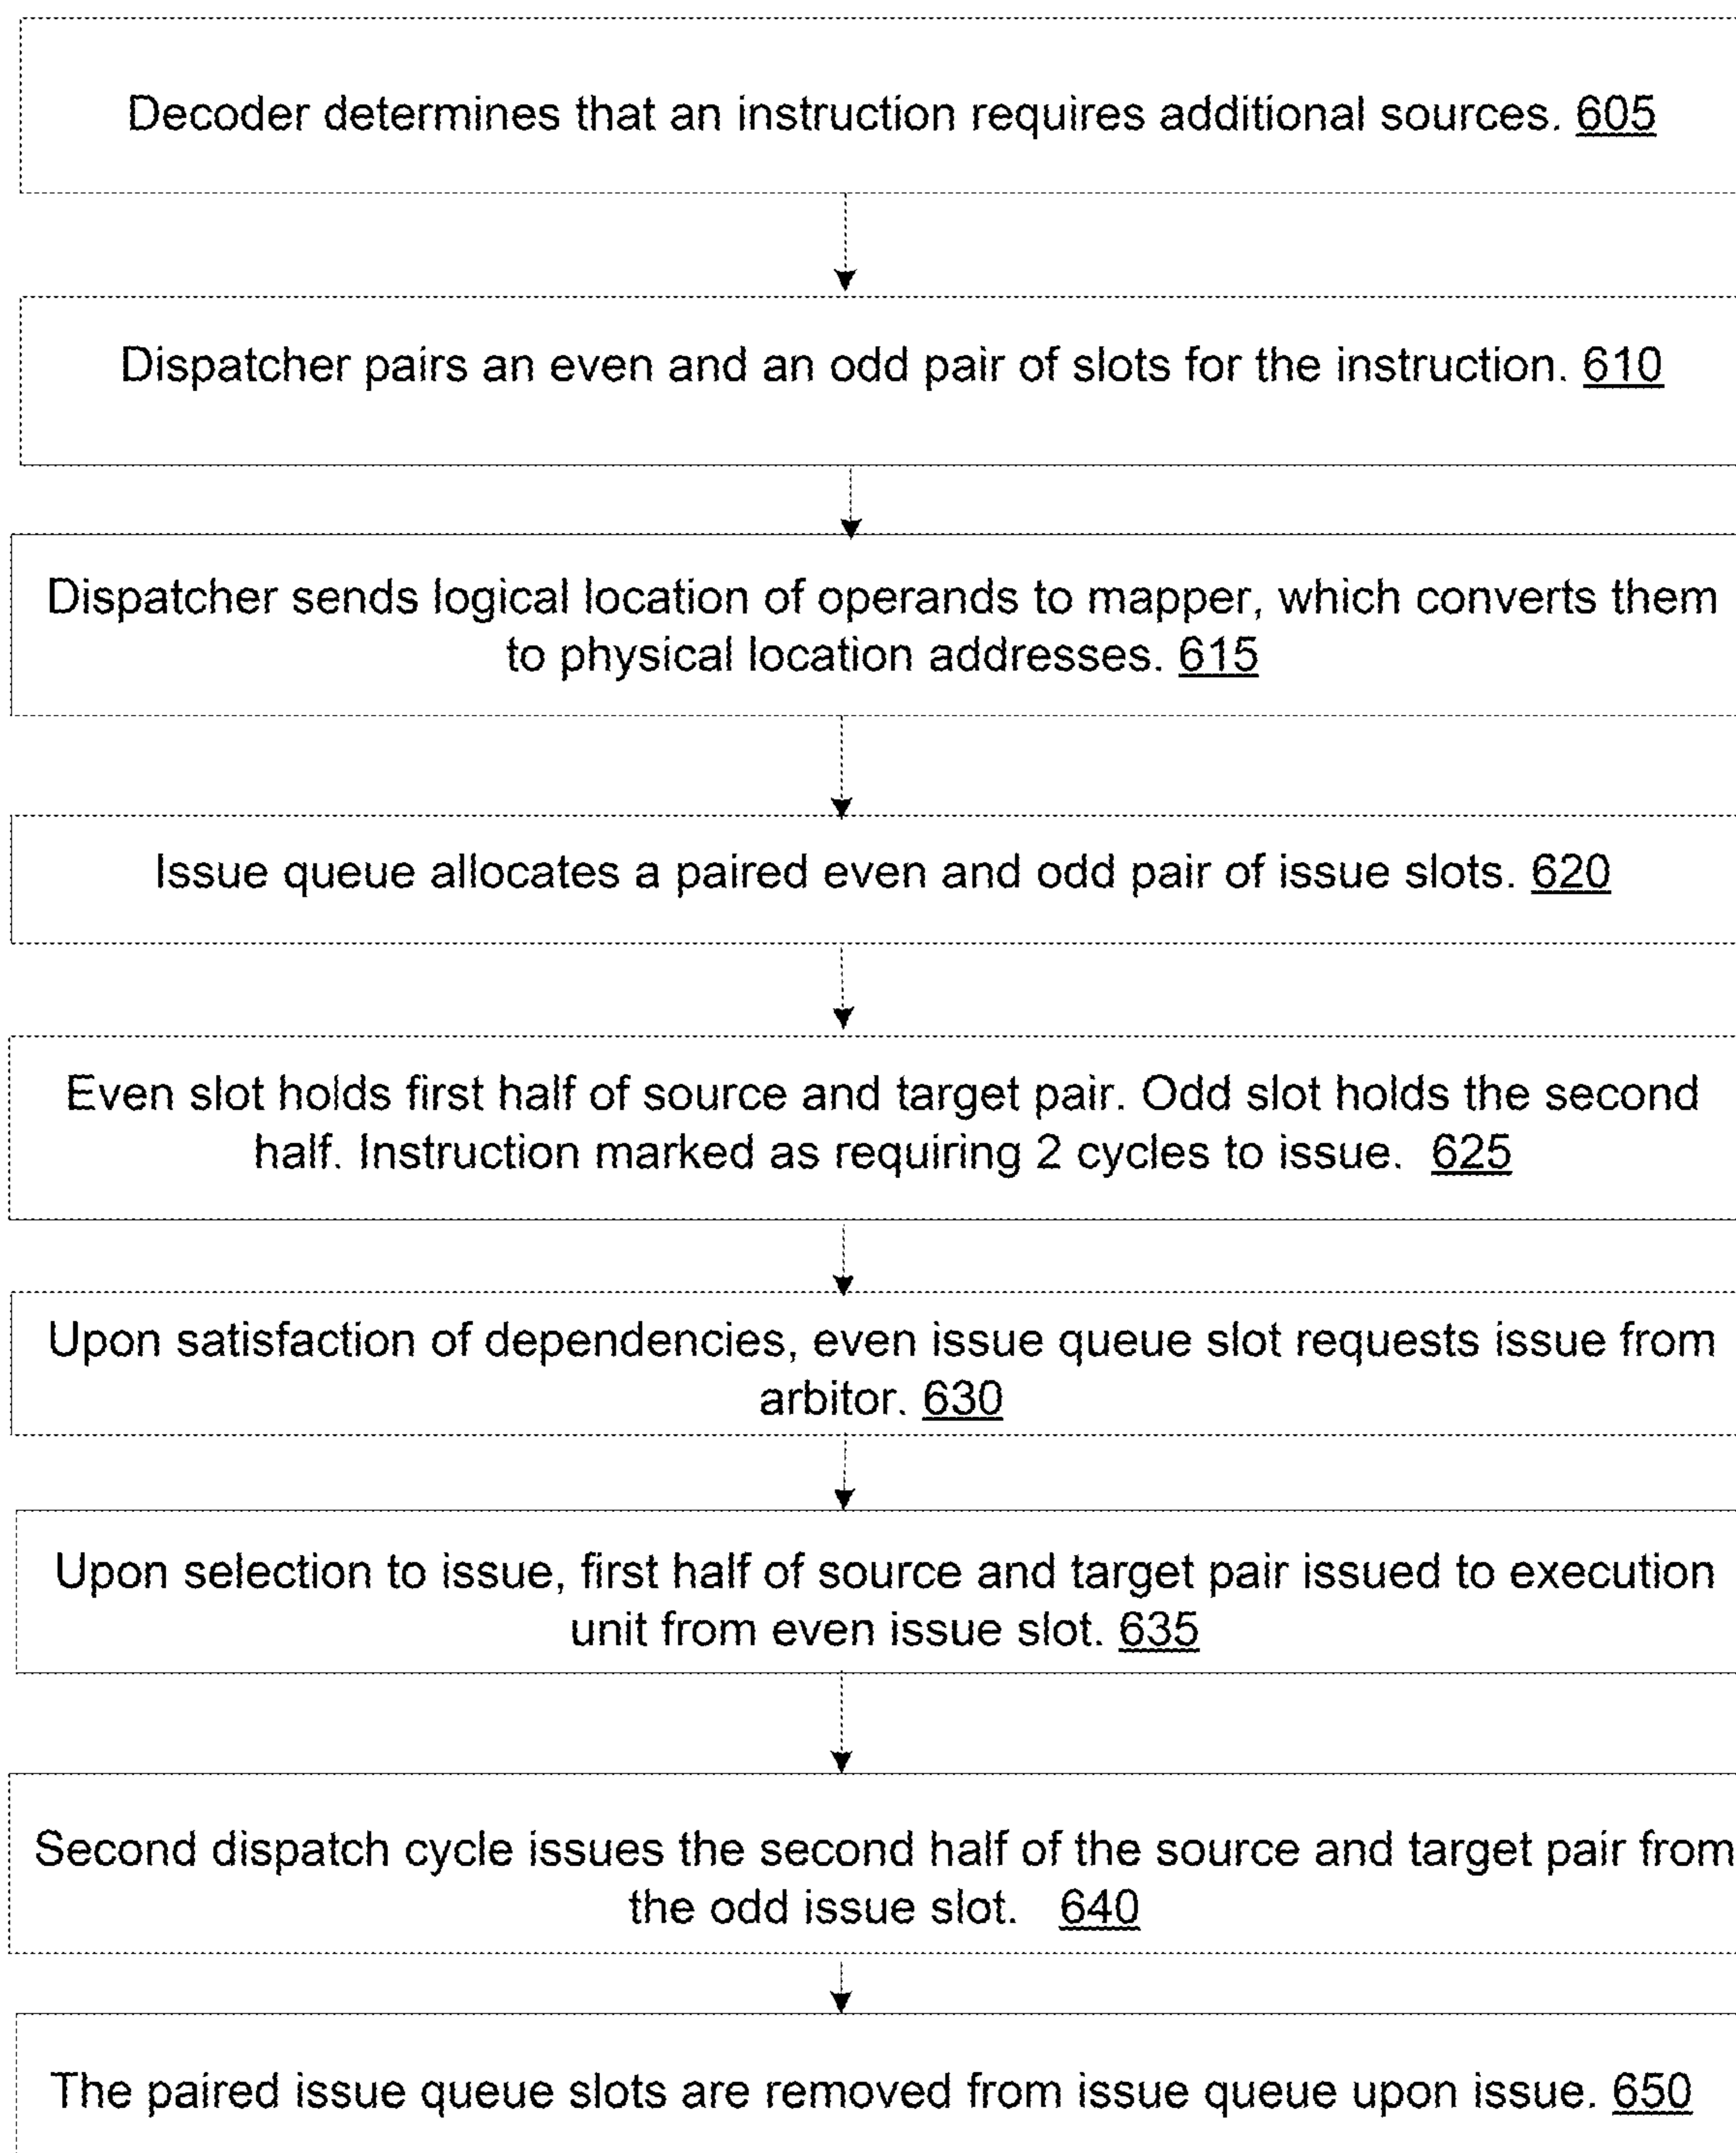 Decoder determines that an instruction requires additional sources. 605
Dispatcher pairs an even and an odd pair of slots for the instruction. 610
Dispatcher sends logical location of operands to mapper, which converts them
to physical location addresses. 615
Issue queue allocates a paired even and odd pair of issue slots. 620
Even slot holds first half of source and target pair. Odd slot holds the second
half. Instruction marked as requiring 2 cycles to issue. 625
Upon satisfaction of dependencies, even issue queue slot requests issue from
arbitor. 630
Upon selection to issue, first half of source and target pair issued to execution
unit from even issue slot. 635
Second dispatch cycle issues the second half of the source and target pair from
the odd issue slot. 640
The paired issue queue slots are removed from issue queue upon issue. 650